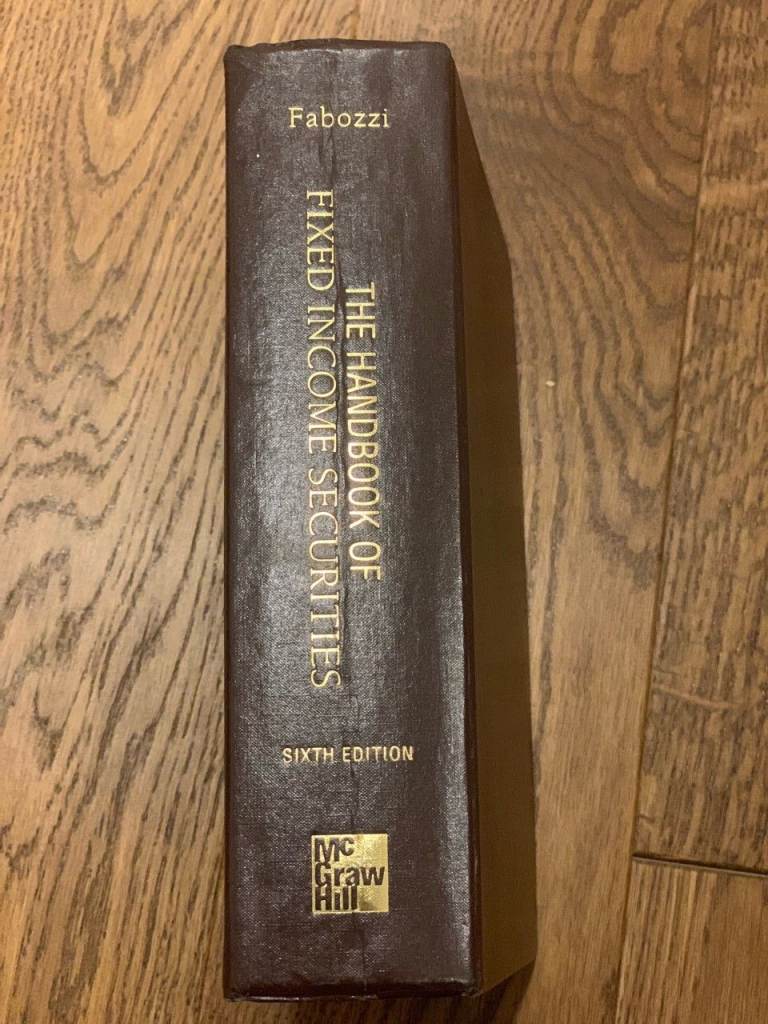 Fabozzi
THE HANDBOOK OF
FIXED INCOME SECURITIES
SIXTH EDITION
Mc
Graw
Hill